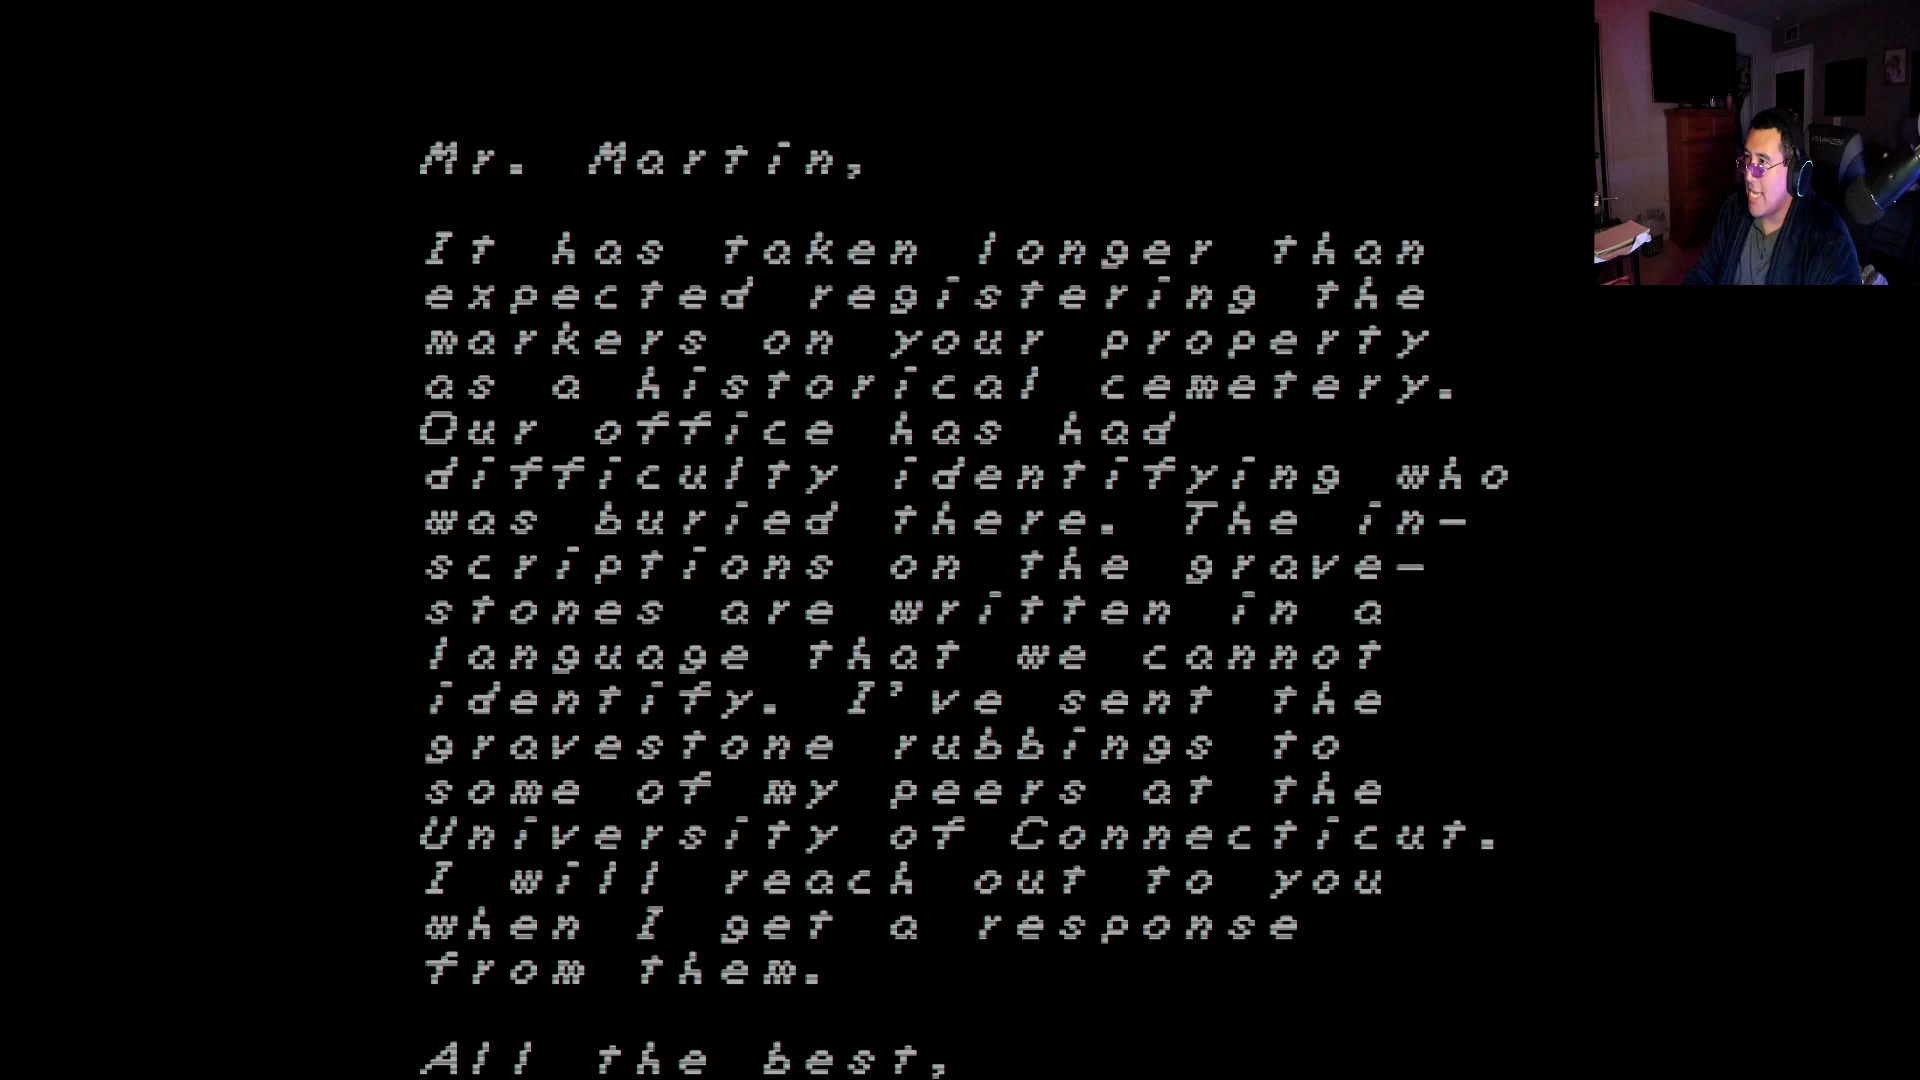 Mr. Martin,
It has taken longer than
expected registering the
markers on your property
as a historical cemetery.
Our office has had
difficulty identifying who
was buried there. The in-
scriptions on the grave-
stones are written in a
language that we cannot
identify. I've sent the
gravestone rubbings to
some of my peers at the
University of Connecticut.
I will reach out to you
when I get a response
from them.
All the best,